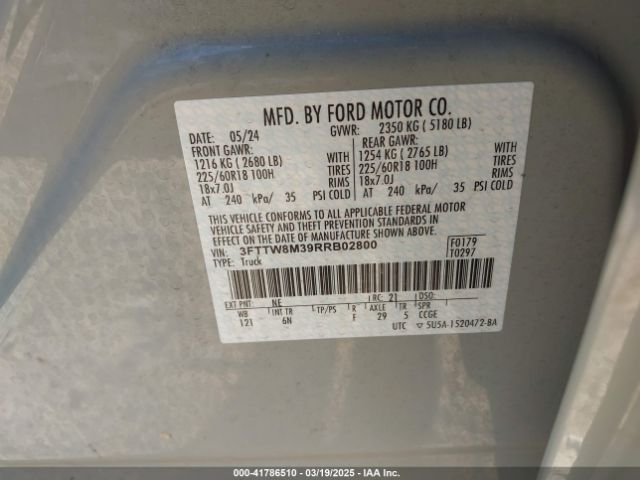 MFD. BY FORD MOTOR CO.
DATE: 05/24 GVWR: 2350 KG ( 5180 LB)
FRONT GAWR: REAR GAWR:
1216 KG ( 2680 LB) WITH 1254 KG ( 2765 LB) WITH
225/60R18 100H TIRES 225/60R18 100H TIRES
18x7.0J RIMS 18x7.0J RIMS
AT 240 kPa/ 35 PSI COLD AT 240 kPa/ 35 PSI COLD
THIS VEHICLE CONFORMS TO ALL APPLICABLE FEDERAL MOTOR
VEHICLE SAFETY AND THEFT PREVENTION STANDARDS IN
EFFECT ON THE DATE OF MANUFACTURE SHOWN ABOVE.
VIN: 3FTTW8M39RRB02800 F0179
TYPE: Truck F0297
EXT PNT: NE RC: 21 DSO:
WB INT TR TP/PS R AXLE TR SPR
121 6N F 29 5 CCGE
UTC ▽ 5U5A-1520472-BA
000-41786510 - 03/19/2025 - IAA Inc.